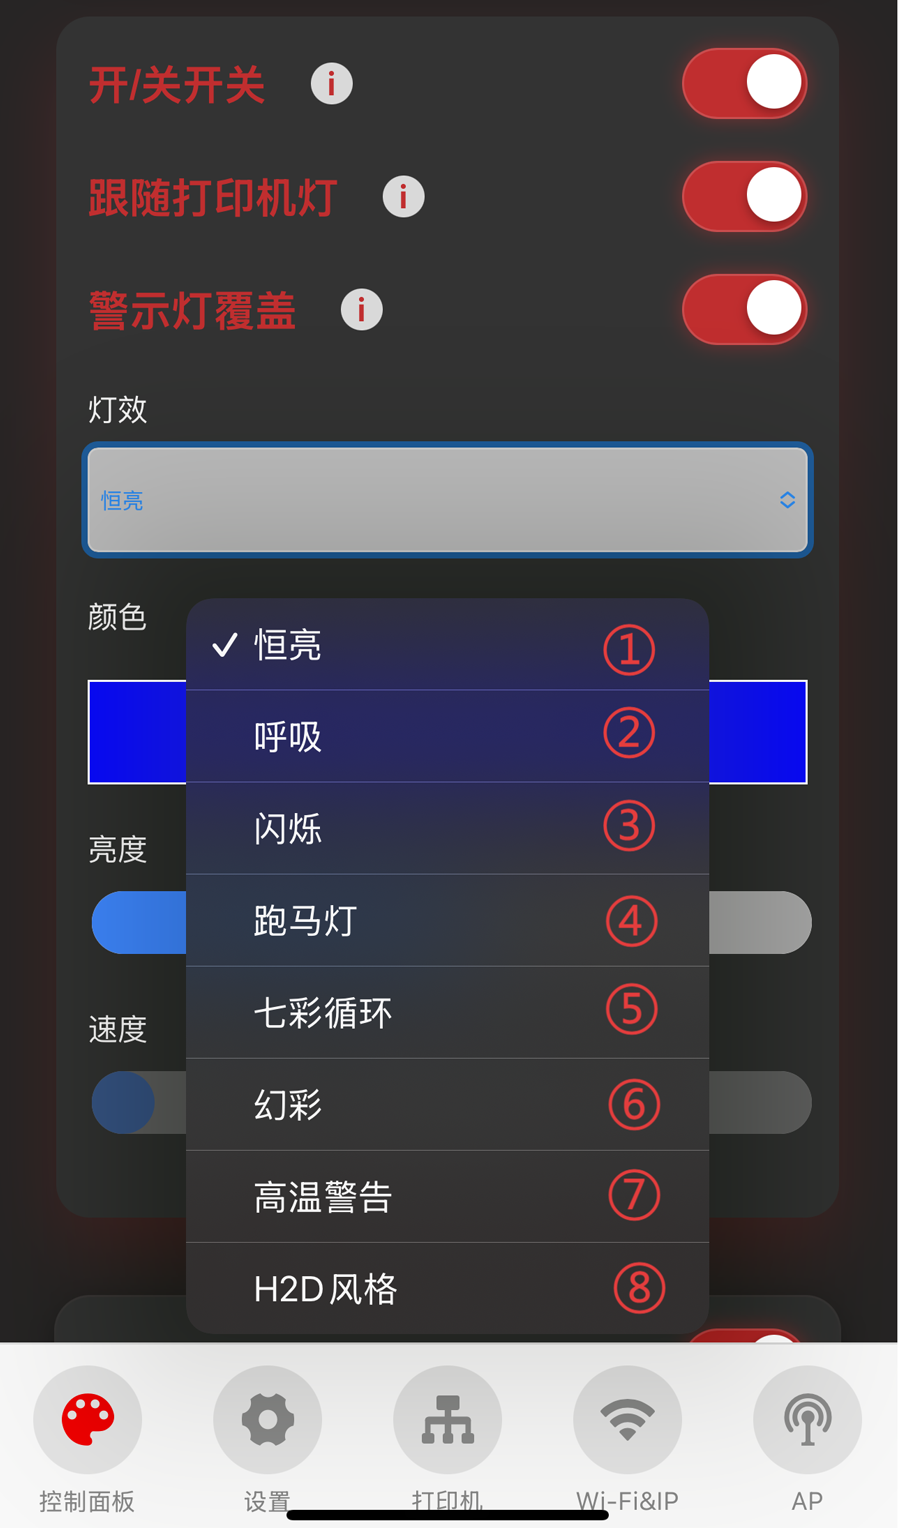 开/关开关 i
跟随打印机灯 i
警示灯覆盖 i
灯效
恒亮
颜色
✓ 恒亮 ①
呼吸 ②
闪烁 ③
亮度
跑马灯 ④
七彩循环 ⑤
速度
幻彩 ⑥
高温警告 ⑦
H2D风格 ⑧
控制面板 设置 打印机 Wi-Fi&IP AP